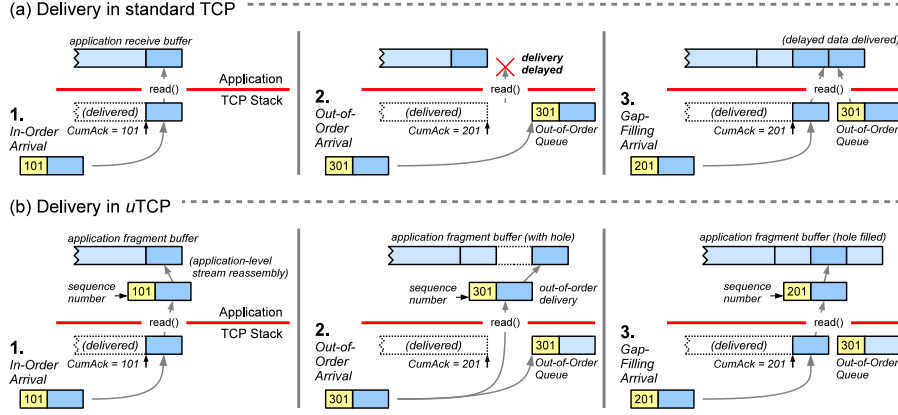 (a) Delivery in standard TCP
application receive buffer
Application
TCP Stack
read()
1.
In-Order
Arrival
(delivered)
CumAck = 101
101
delivery
delayed
read()
2.
Out-of-
Order
Arrival
(delivered)
CumAck = 201
301
Out-of-Order
Queue
301
(delayed data delivered)
read()
3.
Gap-
Filling
Arrival
(delivered)
CumAck = 201
301
Out-of-Order
Queue
201
(b) Delivery in uTCP
application fragment buffer
(application-level
stream reassembly)
sequence
number
101
Application
TCP Stack
read()
1.
In-Order
Arrival
(delivered)
CumAck = 101
101
application fragment buffer (with hole)
sequence
number
301
out-of-order
delivery
read()
2.
Out-of-
Order
Arrival
(delivered)
CumAck = 201
301
Out-of-Order
Queue
301
application fragment buffer (hole filled)
sequence
number
201
read()
3.
Gap-
Filling
Arrival
(delivered)
CumAck = 201
301
Out-of-Order
Queue
201